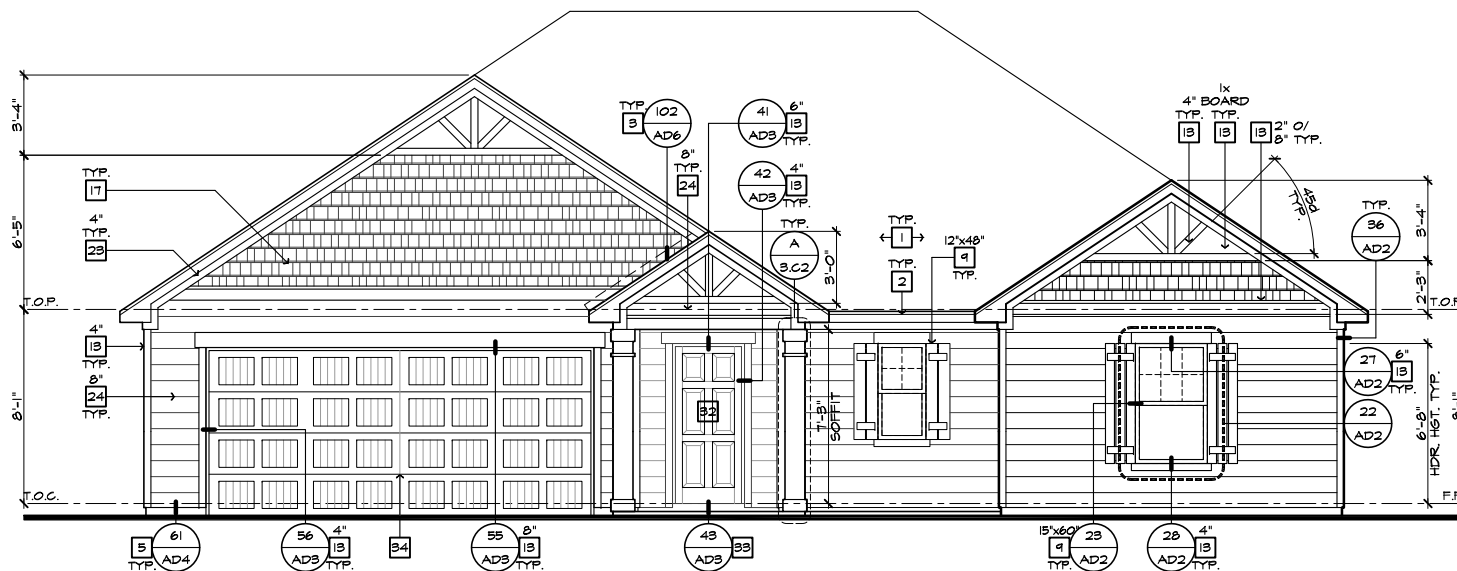 3'-4"
6'-5"
8'-1"
TYP.
17
4"
TYP.
23
T.O.P.
4"
13
TYP.
8"
24
TYP.
T.O.C.
TYP.
3
102
AD6
41
AD3
6"
13
TYP.
8"
TYP.
24
42
AD3
4"
13
TYP.
TYP.
A
3.C2
3'-0"
TYP.
1
TYP.
2
12"x48"
9
TYP.
1x
4" BOARD
TYP.
TYP.
13
13
13
2" O/
8" TYP.
45d
TYP.
TYP.
36
AD2
3'-4"
2'-3"
T.O.P
27
AD2
6"
13
TYP.
22
AD2
6'-8"
HDR. HGT. TYP.
8'-1"
F.F
32
7'-3"
SOFFIT
5
TYP.
61
AD4
56
AD3
4"
13
TYP.
34
55
AD3
8"
13
TYP.
43
AD3
33
15"x60"
9
TYP.
23
AD2
28
AD2
4"
13
TYP.